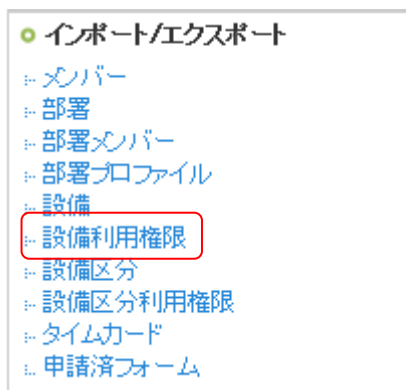 インポート/エクスポート
メンバー
部署
部署メンバー
部署プロファイル
設備
設備利用権限
設備区分
設備区分利用権限
タイムカード
申請済フォーム